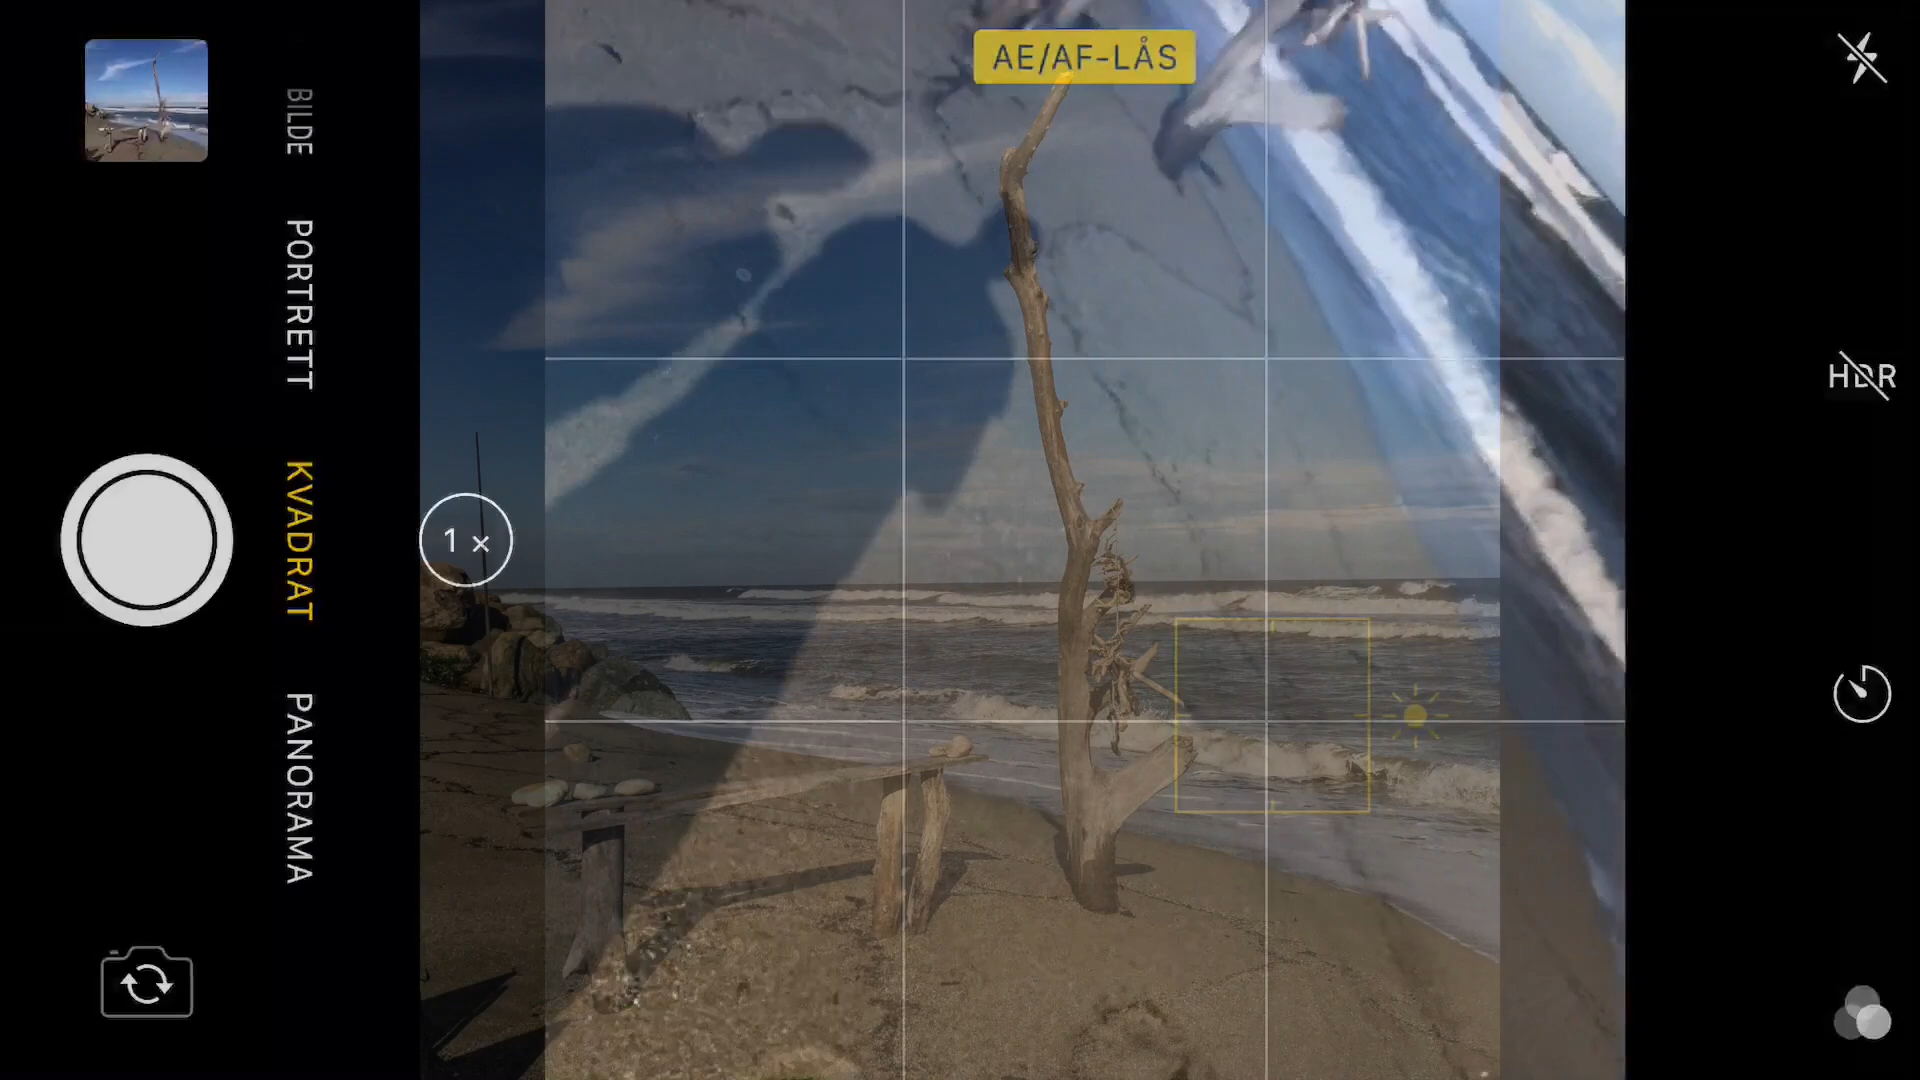 AE/AF-LÅS
BILDE
PORTRETT
KVADRAT
PANORAMA
1 ×
HDR